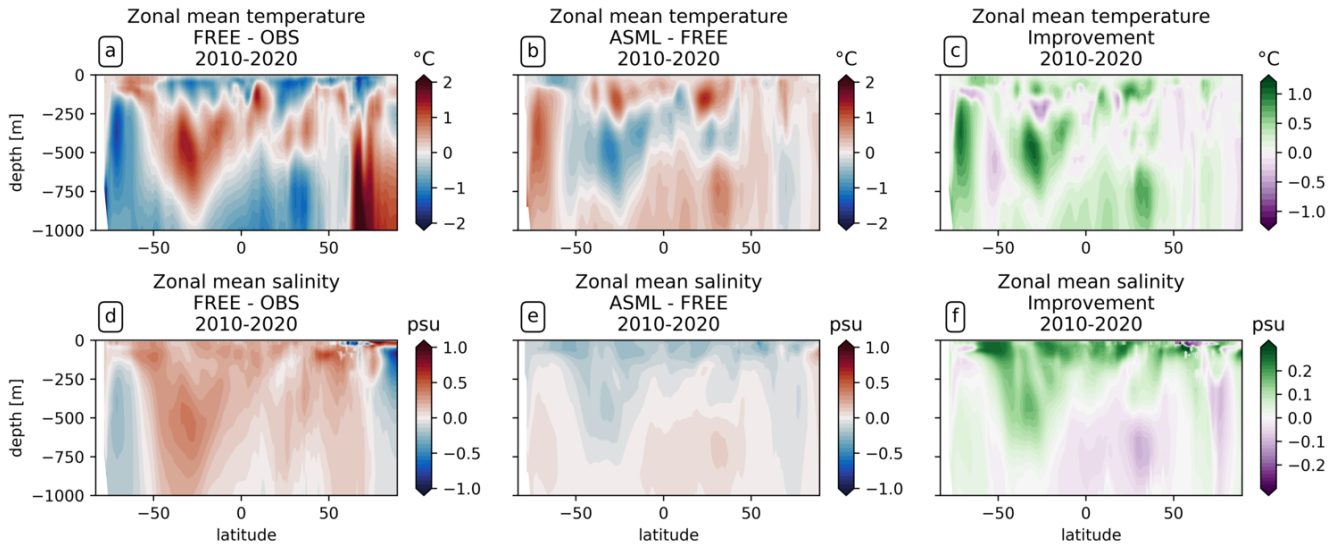 Zonal mean temperature
FREE - OBS
2010-2020
a
°C
Zonal mean temperature
ASML - FREE
2010-2020
b
°C
Zonal mean temperature
Improvement
2010-2020
c
°C
depth [m]
0
−250
−500
−750
−1000
−50
0
50
2
1
0
−1
−2
−50
0
50
2
1
0
−1
−2
−50
0
50
1.0
0.5
0.0
−0.5
−1.0
Zonal mean salinity
FREE - OBS
2010-2020
d
psu
Zonal mean salinity
ASML - FREE
2010-2020
e
psu
Zonal mean salinity
Improvement
2010-2020
f
psu
depth [m]
0
−250
−500
−750
−1000
−50
0
50
latitude
1.0
0.5
0.0
−0.5
−1.0
−50
0
50
latitude
1.0
0.5
0.0
−0.5
−1.0
−50
0
50
latitude
0.2
0.1
0.0
−0.1
−0.2